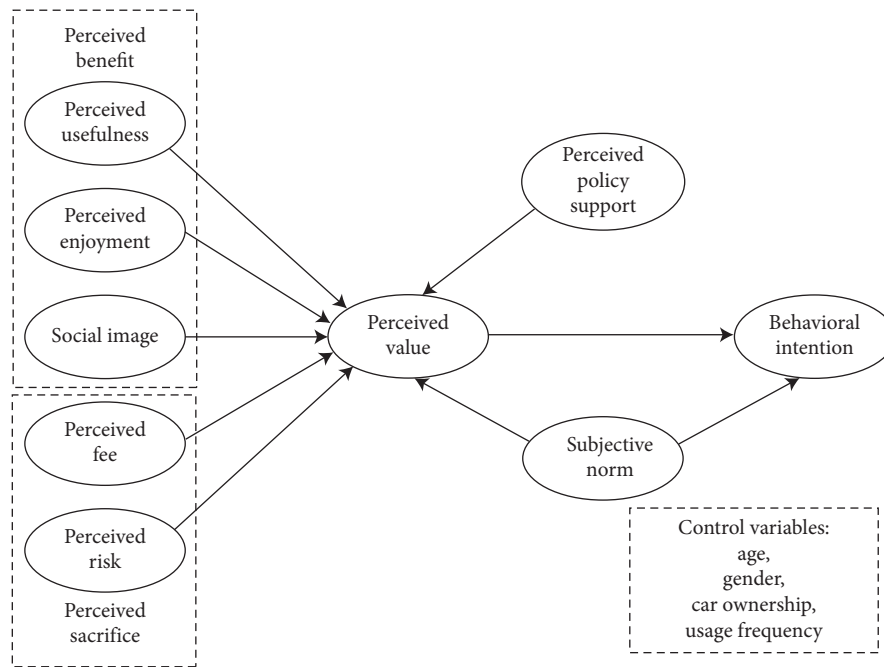 Perceived
benefit
Perceived
usefulness
Perceived
enjoyment
Social image
Perceived
fee
Perceived
risk
Perceived
sacrifice
Perceived
value
Perceived
policy
support
Subjective
norm
Behavioral
intention
Control variables:
age,
gender,
car ownership,
usage frequency